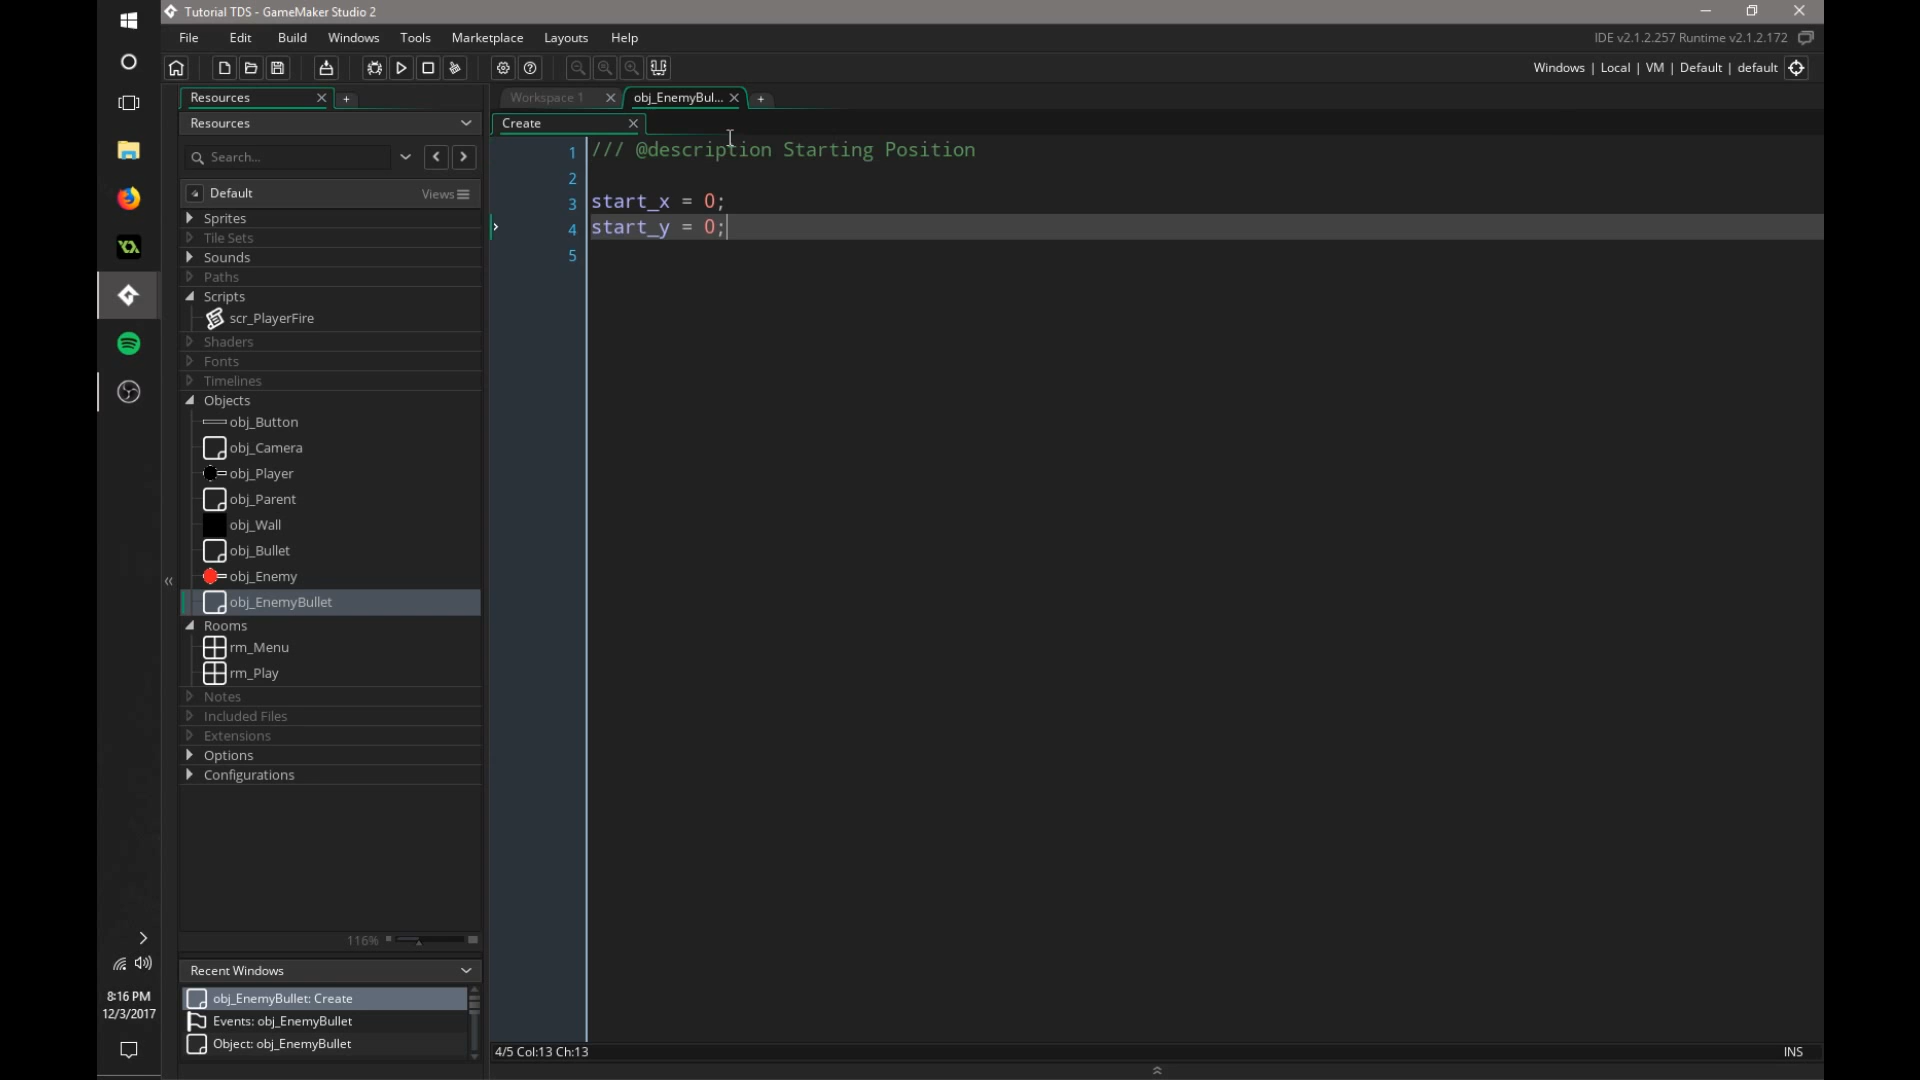 Tutorial TDS - GameMaker Studio 2
File Edit Build Windows Tools Marketplace Layouts Help
IDE v2.1.2.257 Runtime v2.1.2.172
Windows | Local | VM | Default | default
Resources
Workspace 1
obj_EnemyBul...
Resources
Create
Search...
Default
Views
Sprites
Tile Sets
Sounds
Paths
Scripts
scr_PlayerFire
Shaders
Fonts
Timelines
Objects
obj_Button
obj_Camera
obj_Player
obj_Parent
obj_Wall
obj_Bullet
obj_Enemy
obj_EnemyBullet
Rooms
rm_Menu
rm_Play
Notes
Included Files
Extensions
Options
Configurations
116%
Recent Windows
obj_EnemyBullet: Create
Events: obj_EnemyBullet
Object: obj_EnemyBullet
1 /// @description Starting Position
2
3 start_x = 0;
4 start_y = 0;
5
4/5 Col:13 Ch:13
INS
8:16 PM
12/3/2017